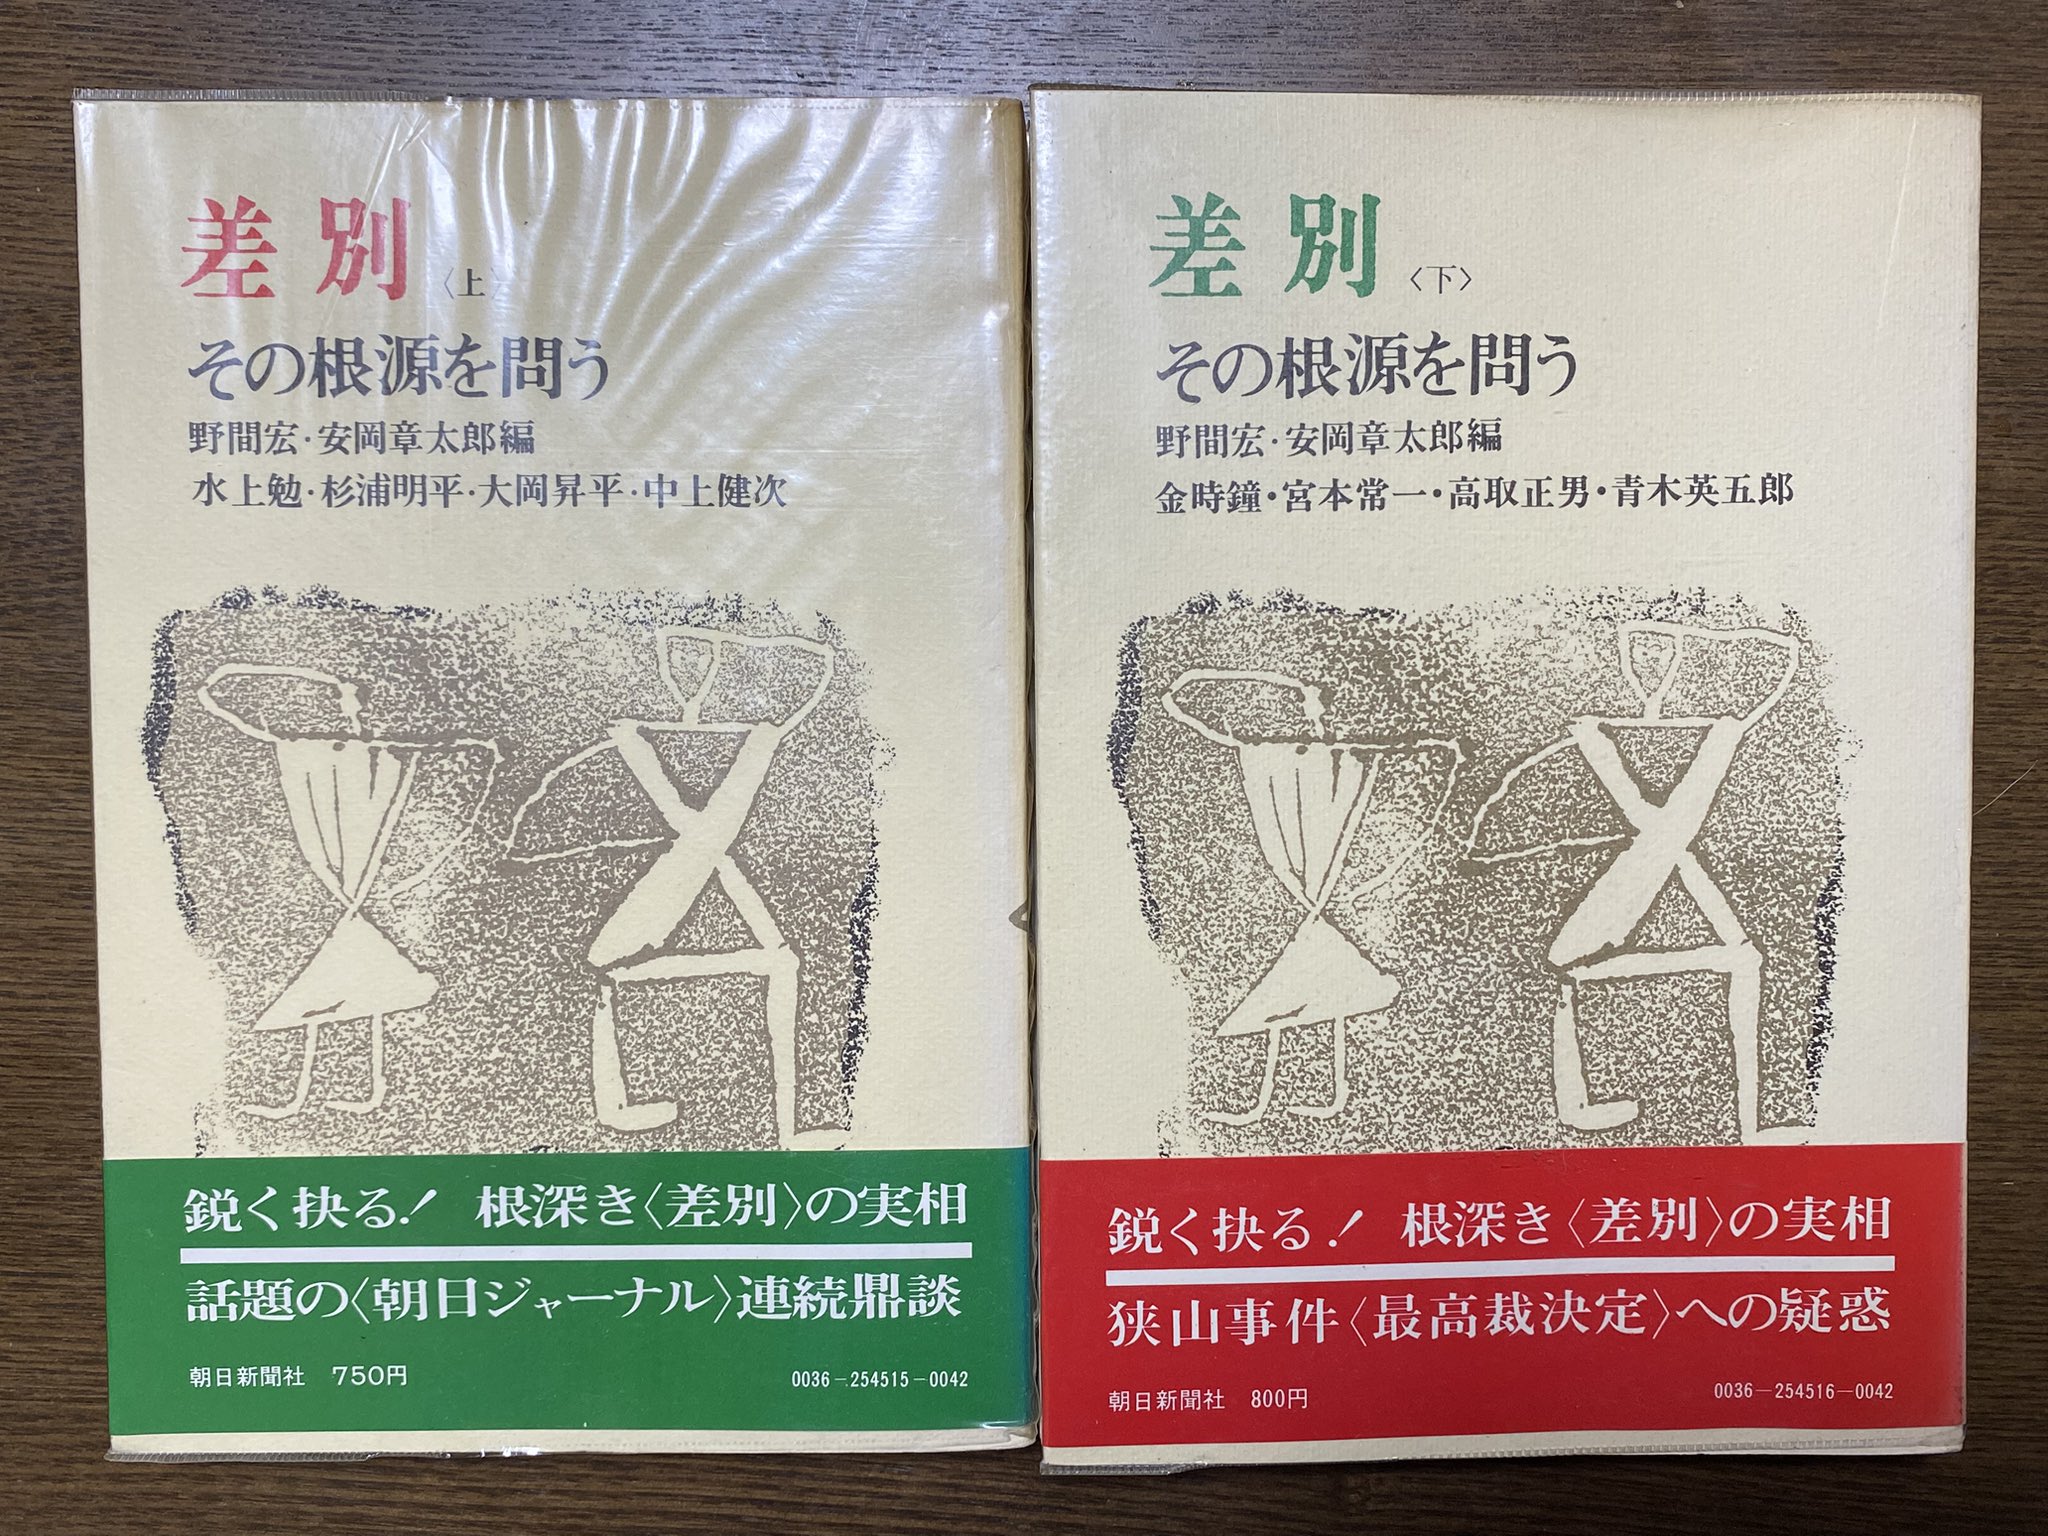 差別〈上〉
その根源を問う
野間宏・安岡章太郎編
水上勉・杉浦明平・大岡昇平・中上健次
鋭く抉る！ 根深き〈差別〉の実相
話題の〈朝日ジャーナル〉連続鼎談
朝日新聞社 750円
0036-254515-0042
差別〈下〉
その根源を問う
野間宏・安岡章太郎編
金時鐘・宮本常一・高取正男・青木英五郎
鋭く抉る！ 根深き〈差別〉の実相
狭山事件〈最高裁決定〉への疑惑
朝日新聞社 800円
0036-254516-0042